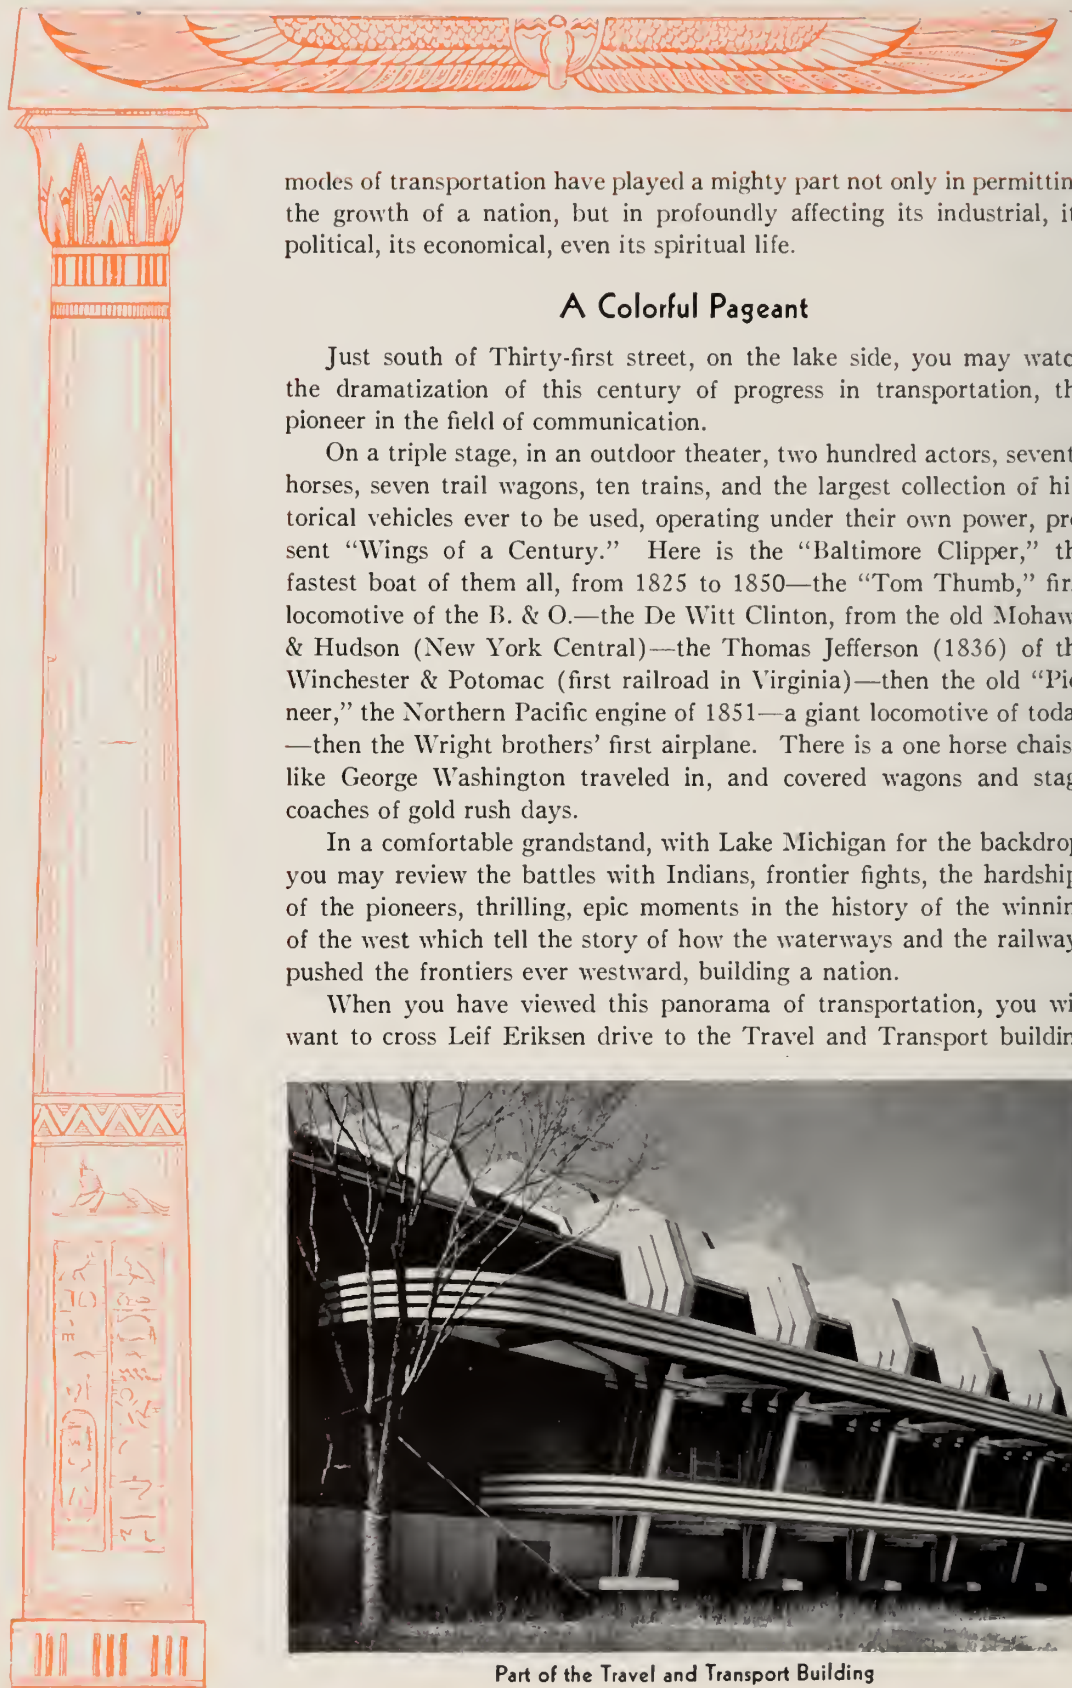 modes of transportation have played a mighty part not only in permittin
the growth of a nation, but in profoundly affecting its industrial, it
political, its economical, even its spiritual life.
A Colorful Pageant
Just south of Thirty-first street, on the lake side, you may watc
the dramatization of this century of progress in transportation, th
pioneer in the field of communication.
On a triple stage, in an outdoor theater, two hundred actors, sevent
horses, seven trail wagons, ten trains, and the largest collection of his
torical vehicles ever to be used, operating under their own power, pre
sent “Wings of a Century.” Here is the “Baltimore Clipper,” th
fastest boat of them all, from 1825 to 1850—the “Tom Thumb,” firs
locomotive of the B. & O.—the De Witt Clinton, from the old Mohaw
& Hudson (New York Central)—the Thomas Jefferson (1836) of th
Winchester & Potomac (first railroad in Virginia)—then the old “Pio
neer,” the Northern Pacific engine of 1851—a giant locomotive of toda
—then the Wright brothers’ first airplane. There is a one horse chais
like George Washington traveled in, and covered wagons and stag
coaches of gold rush days.
In a comfortable grandstand, with Lake Michigan for the backdrop
you may review the battles with Indians, frontier fights, the hardship
of the pioneers, thrilling, epic moments in the history of the winnin
of the west which tell the story of how the waterways and the railway
pushed the frontiers ever westward, building a nation.
When you have viewed this panorama of transportation, you wi
want to cross Leif Eriksen drive to the Travel and Transport buildin
Part of the Travel and Transport Building